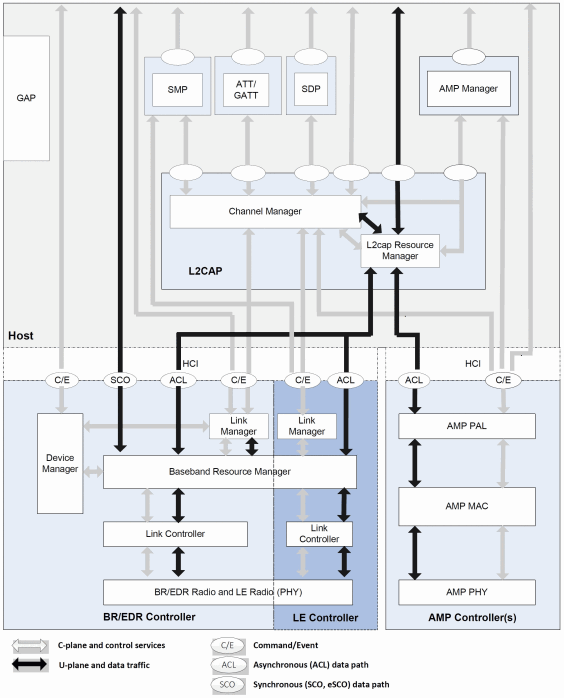 GAP
SMP
ATT/
GATT
SDP
AMP Manager
Channel Manager
L2cap Resource
Manager
L2CAP
Host
HCI
HCI
C/E
SCO
ACL
C/E
C/E
ACL
ACL
C/E
Device
Manager
Link
Manager
Link
Manager
AMP PAL
Baseband Resource Manager
AMP MAC
Link Controller
Link
Controller
BR/EDR Radio and LE Radio (PHY)
AMP PHY
BR/EDR Controller
LE Controller
AMP Controller(s)
C-plane and control services
C/E
Command/Event
U-plane and data traffic
ACL
Asynchronous (ACL) data path
SCO
Synchronous (SCO, eSCO) data path